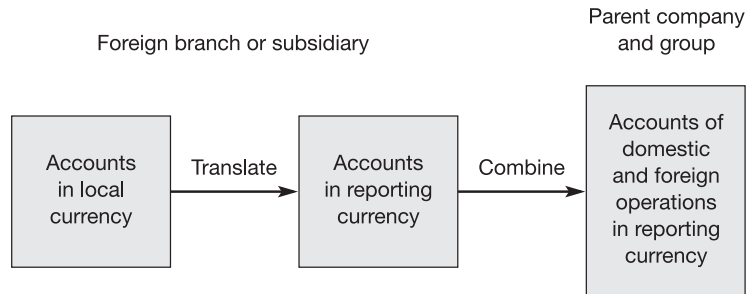 Parent company
and group
Foreign branch or subsidiary
Accounts
in local
currency
Translate
Accounts
in reporting
currency
Combine
Accounts of
domestic
and foreign
operations
in reporting
currency